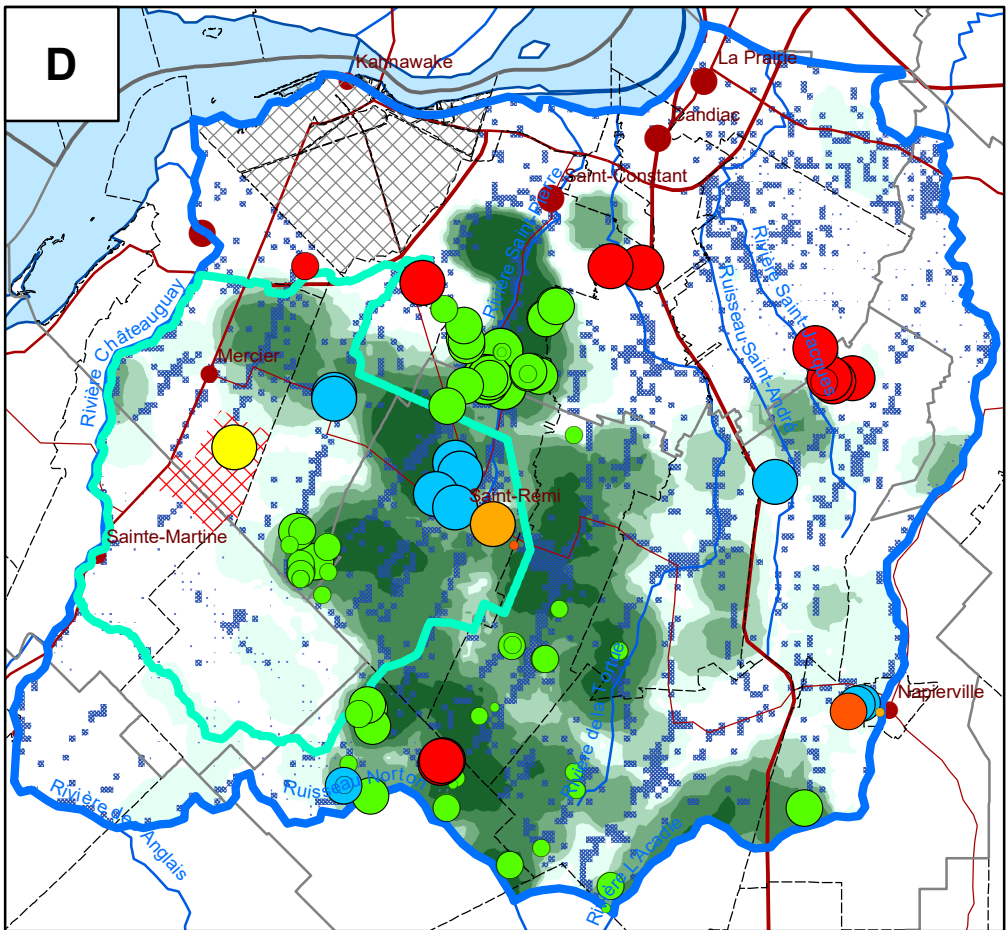 D
Kahnawake
La Prairie
Candiac
Saint-Constant
Rivière Saint-Pierre
Rivière Saint-Jacques
Ruisseau Saint-André
Rivière Châteauguay
Mercier
Saint-Rémi
Sainte-Martine
Rivière de la Tortue
Napierville
Ruisseau Norton
Rivière des Anglais
Rivière L'Acadie